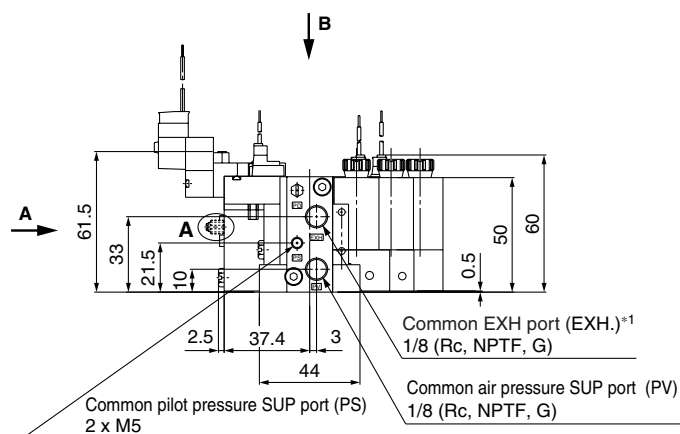 B
A
A
61.5
33
21.5
10
50
60
0.5
2.5
37.4
3
44
Common EXH port (EXH.)*1
1/8 (Rc, NPTF, G)
Common air pressure SUP port (PV)
1/8 (Rc, NPTF, G)
Common pilot pressure SUP port (PS)
2 x M5